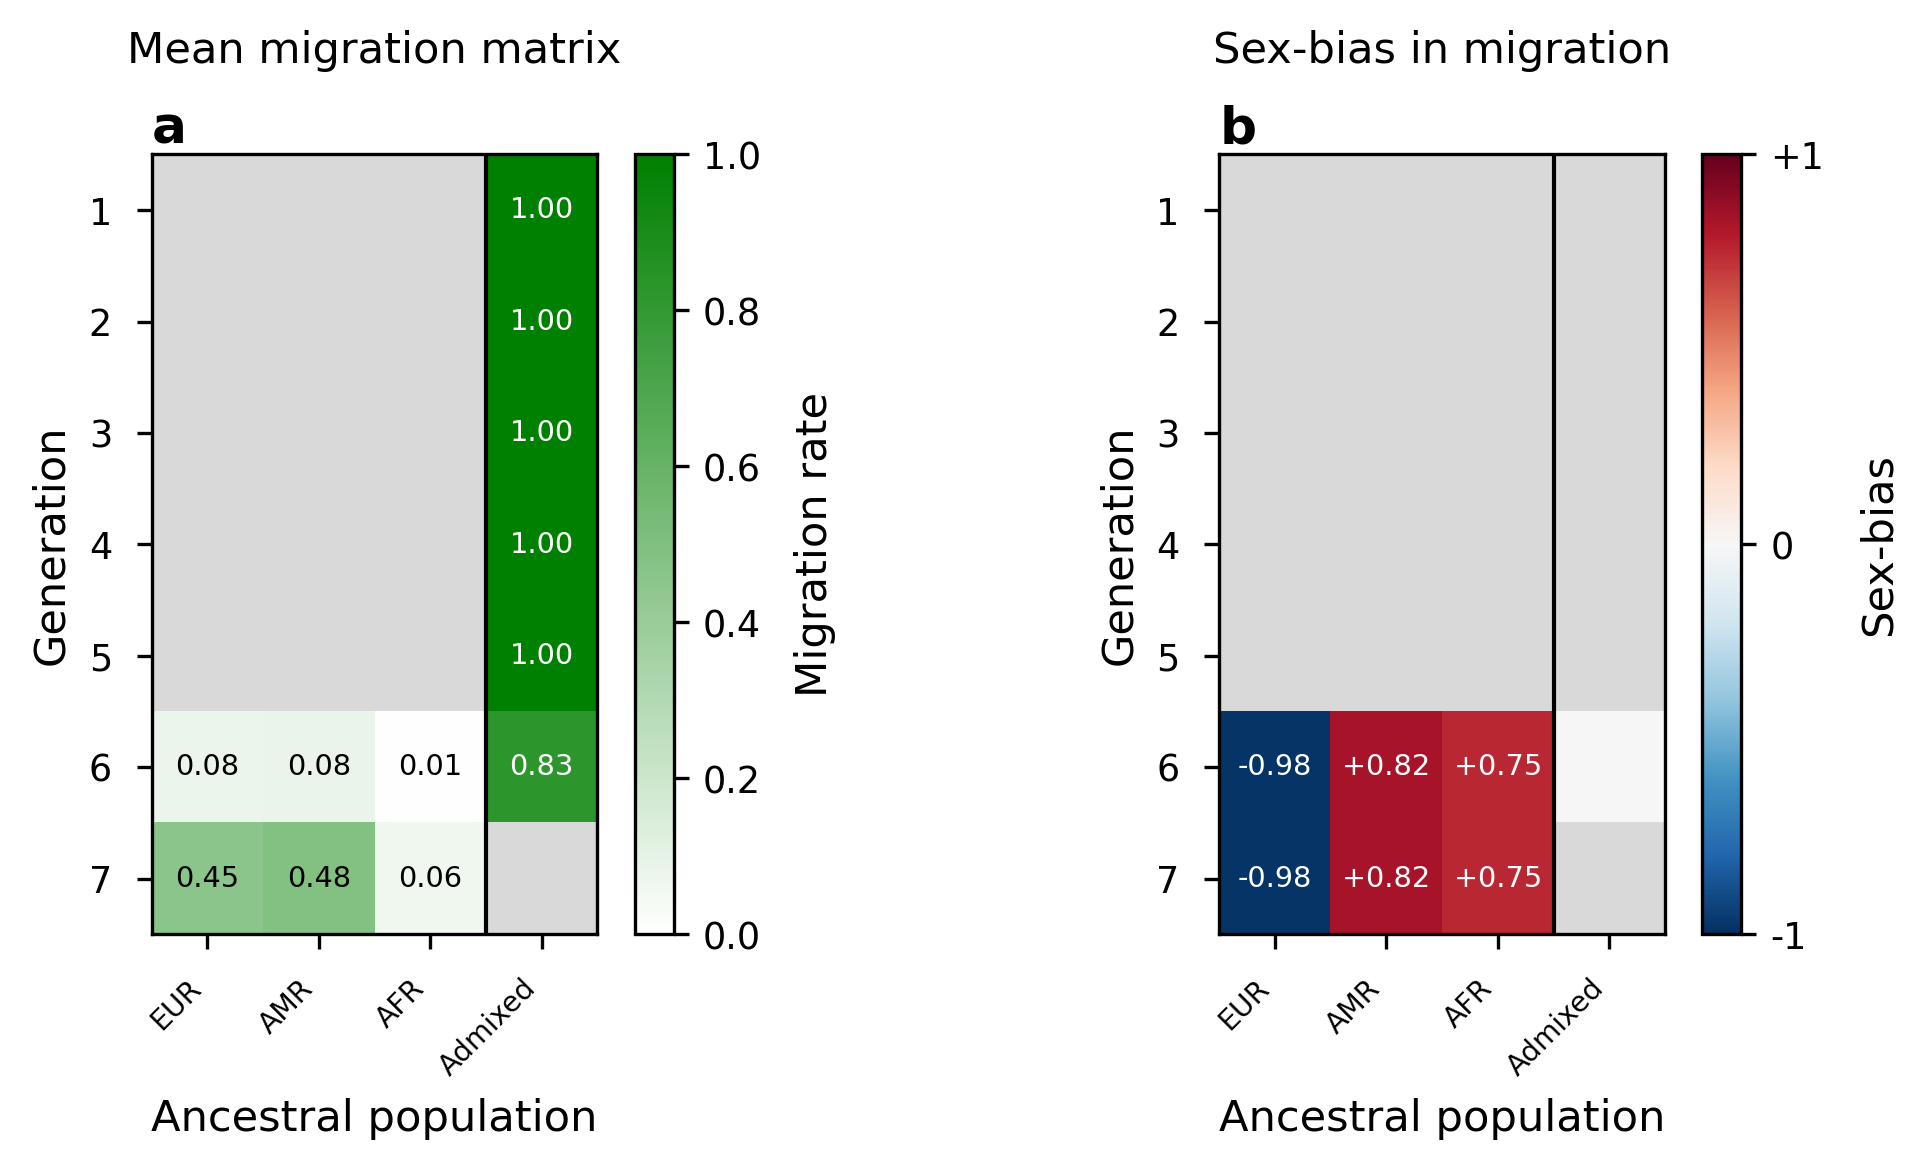 Mean migration matrix
a
Generation
1
2
3
4
5
6
7
1.00
1.00
1.00
1.00
1.00
0.08 0.08 0.01 0.83
0.45 0.48 0.06
EUR AMR AFR Admixed
Ancestral population
1.0
0.8
0.6
0.4
0.2
0.0
Migration rate
Sex-bias in migration
b
Generation
1
2
3
4
5
6
7
-0.98 +0.82 +0.75
-0.98 +0.82 +0.75
EUR AMR AFR Admixed
Ancestral population
+1
0
-1
Sex-bias